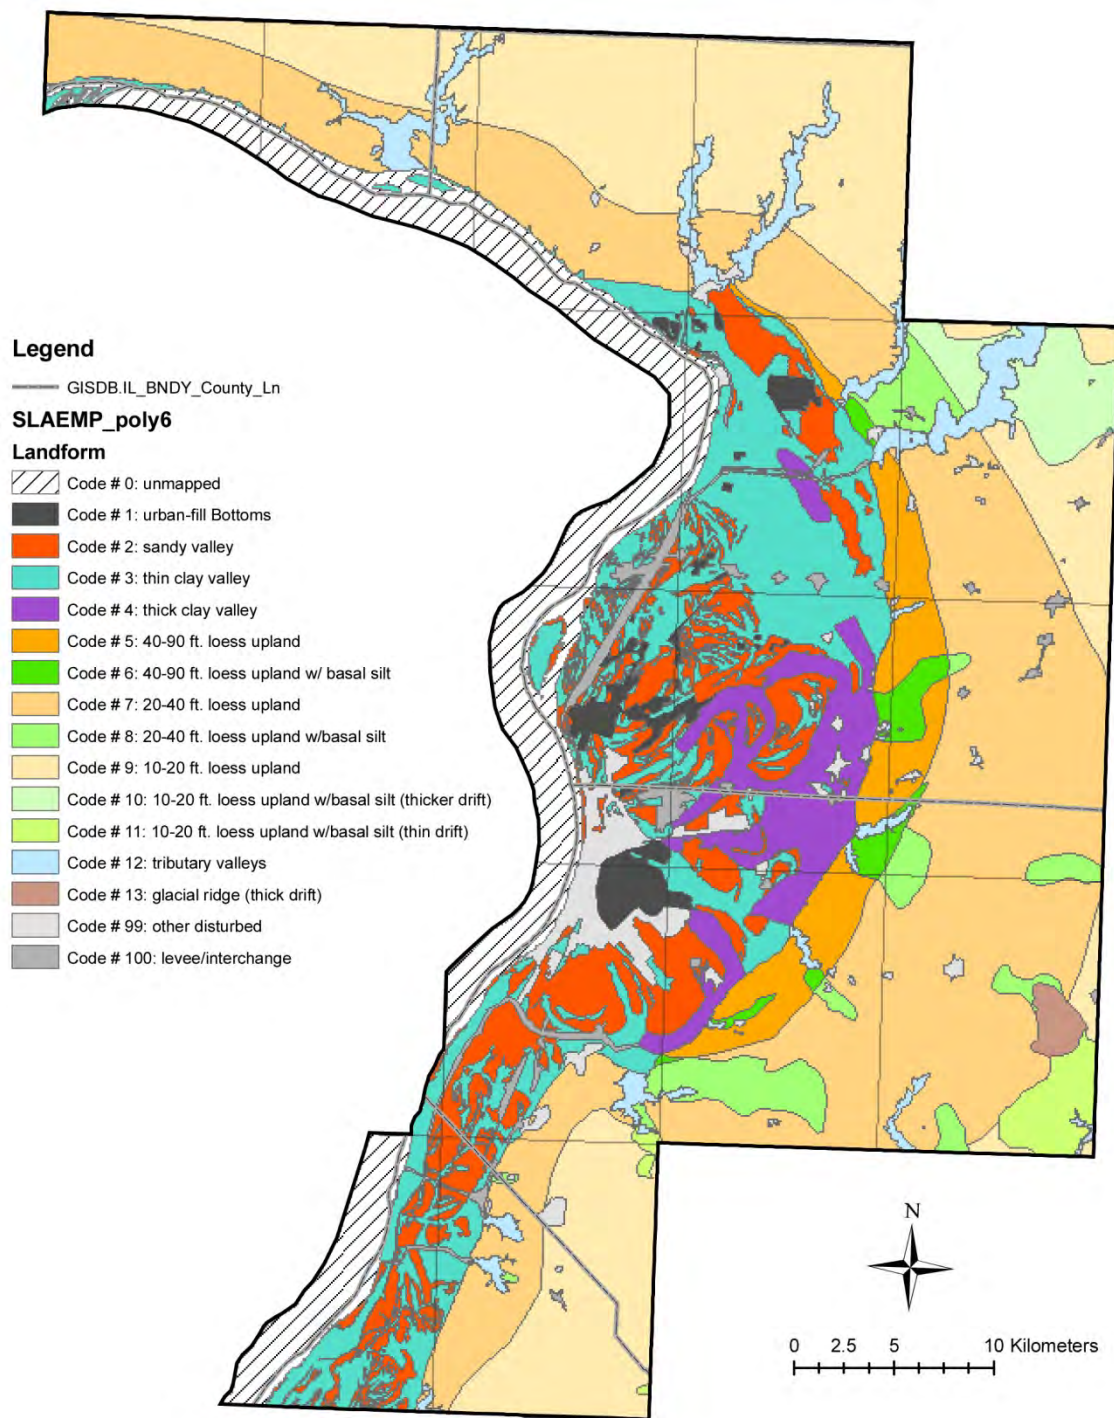 Legend
GISDB.IL_BNDY_County_Ln
SLAEMP_poly6
Landform
Code # 0: unmapped
Code # 1: urban-fill Bottoms
Code # 2: sandy valley
Code # 3: thin clay valley
Code # 4: thick clay valley
Code # 5: 40-90 ft. loess upland
Code # 6: 40-90 ft. loess upland w/ basal silt
Code # 7: 20-40 ft. loess upland
Code # 8: 20-40 ft. loess upland w/basal silt
Code # 9: 10-20 ft. loess upland
Code # 10: 10-20 ft. loess upland w/basal silt (thicker drift)
Code # 11: 10-20 ft. loess upland w/basal silt (thin drift)
Code # 12: tributary valleys
Code # 13: glacial ridge (thick drift)
Code # 99: other disturbed
Code # 100: levee/interchange
N
0 2.5 5 10 Kilometers